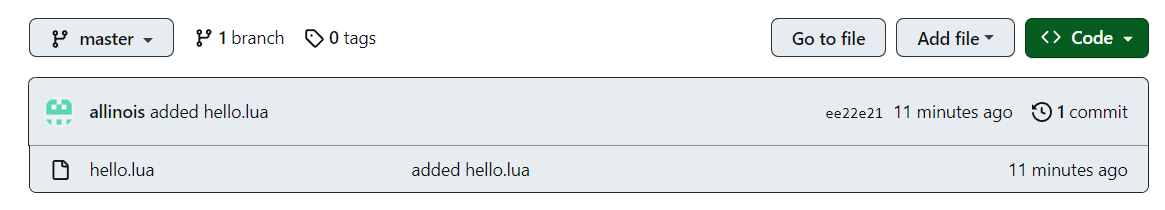 master 1 branch 0 tags Go to file Add file Code
allinois added hello.lua ee22e21 11 minutes ago 1 commit
hello.lua added hello.lua 11 minutes ago